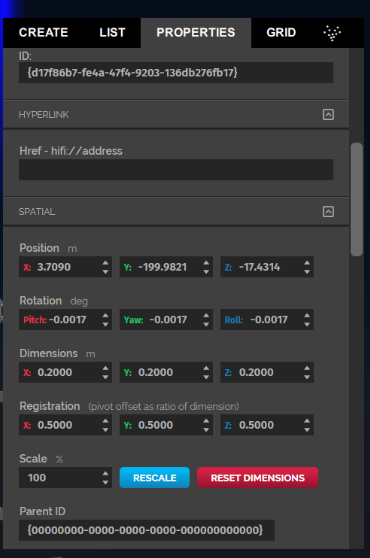 CREATE LIST PROPERTIES GRID
ID:
{d17f86b7-fe4a-47f4-9203-136db276fb17}
HYPERLINK
Href - hifi://address
SPATIAL
Position m
X: 3.7090 Y: -199.9821 Z: -17.4314
Rotation deg
Pitch: -0.0017 Yaw: -0.0017 Roll: -0.0017
Dimensions m
X: 0.2000 Y: 0.2000 Z: 0.2000
Registration (pivot offset as ratio of dimension)
X: 0.5000 Y: 0.5000 Z: 0.5000
Scale %
100 RESCALE RESET DIMENSIONS
Parent ID
{00000000-0000-0000-0000-000000000000}